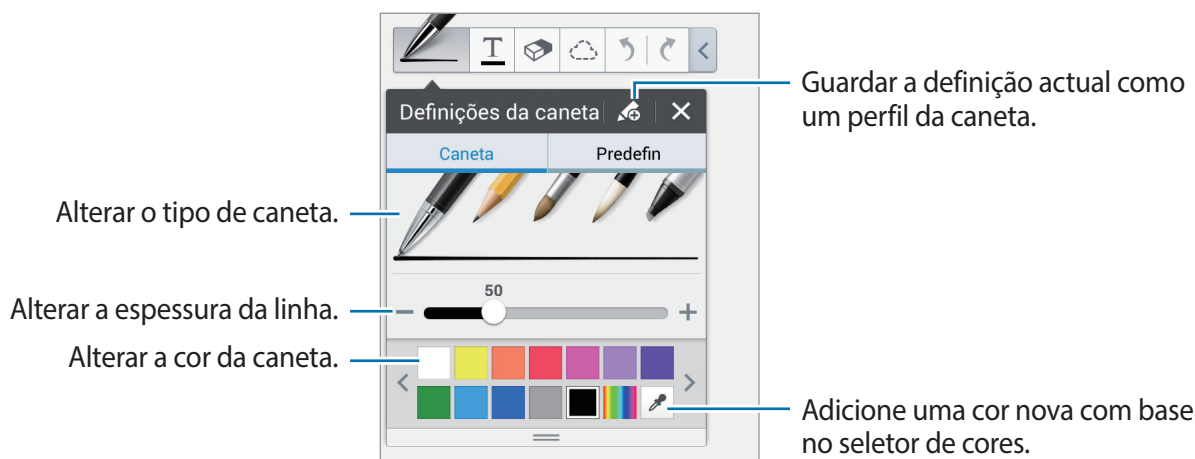 T
Definições da caneta
Guardar a definição actual como
um perfil da caneta.
Caneta
Predefin
Alterar o tipo de caneta.
50
Alterar a espessura da linha.
Alterar a cor da caneta.
Adicione uma cor nova com base
no seletor de cores.